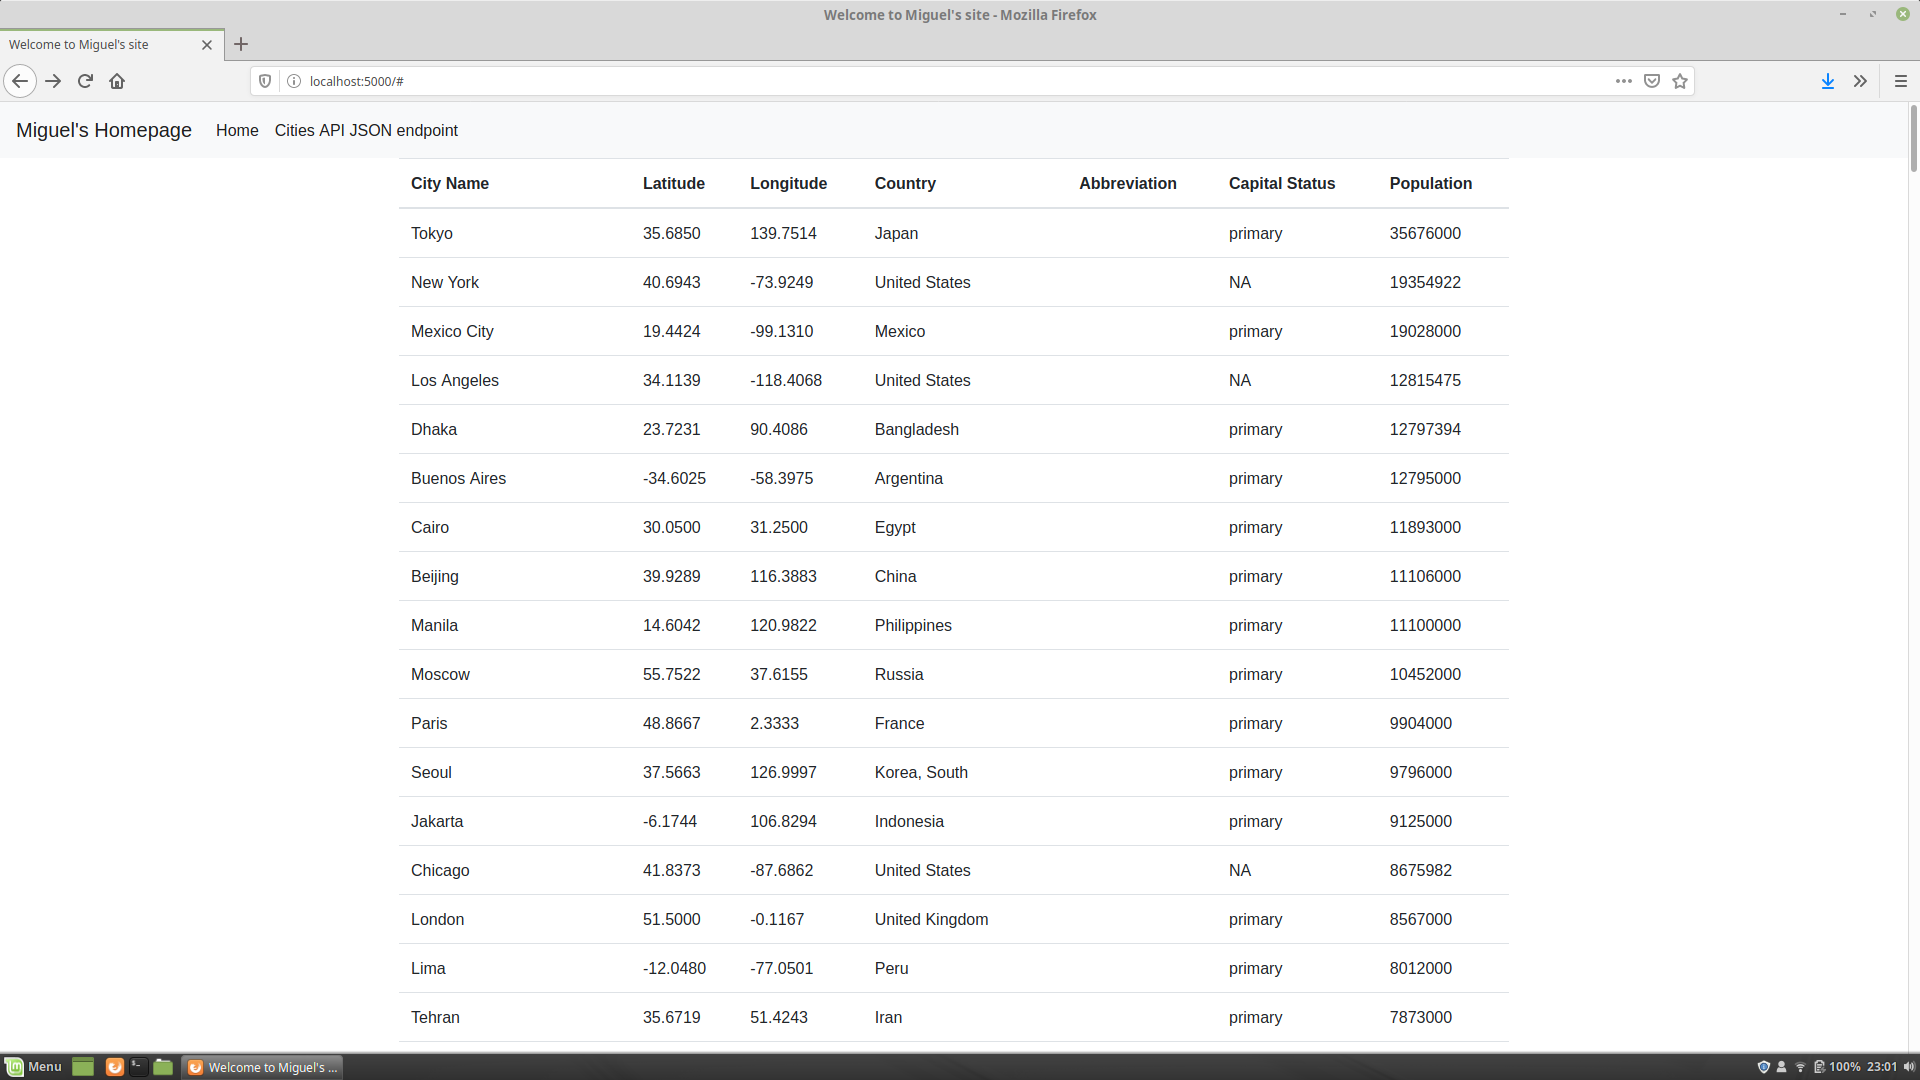 Welcome to Miguel's site - Mozilla Firefox
Welcome to Miguel's site
localhost:5000/#
Miguel's Homepage Home Cities API JSON endpoint
City Name Latitude Longitude Country Abbreviation Capital Status Population
Tokyo 35.6850 139.7514 Japan primary 35676000
New York 40.6943 -73.9249 United States NA 19354922
Mexico City 19.4424 -99.1310 Mexico primary 19028000
Los Angeles 34.1139 -118.4068 United States NA 12815475
Dhaka 23.7231 90.4086 Bangladesh primary 12797394
Buenos Aires -34.6025 -58.3975 Argentina primary 12795000
Cairo 30.0500 31.2500 Egypt primary 11893000
Beijing 39.9289 116.3883 China primary 11106000
Manila 14.6042 120.9822 Philippines primary 11100000
Moscow 55.7522 37.6155 Russia primary 10452000
Paris 48.8667 2.3333 France primary 9904000
Seoul 37.5663 126.9997 Korea, South primary 9796000
Jakarta -6.1744 106.8294 Indonesia primary 9125000
Chicago 41.8373 -87.6862 United States NA 8675982
London 51.5000 -0.1167 United Kingdom primary 8567000
Lima -12.0480 -77.0501 Peru primary 8012000
Tehran 35.6719 51.4243 Iran primary 7873000
Menu Welcome to Miguel's ... 100% 23:01